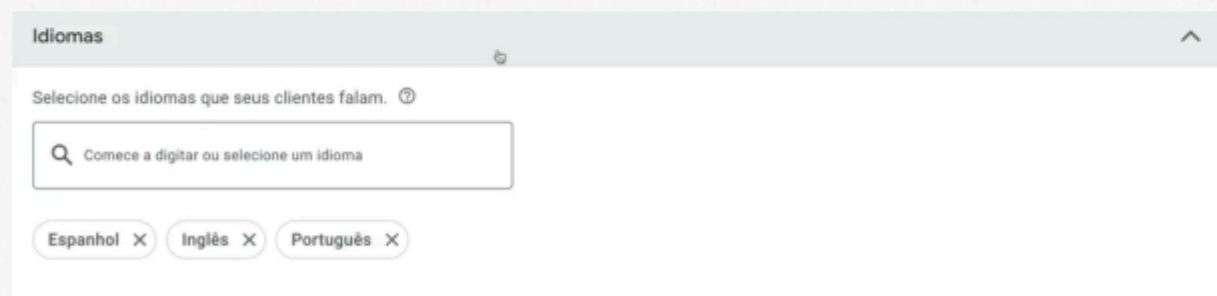 Idiomas
Selecione os idiomas que seus clientes falam.
Comece a digitar ou selecione um idioma
Espanhol Inglês Português